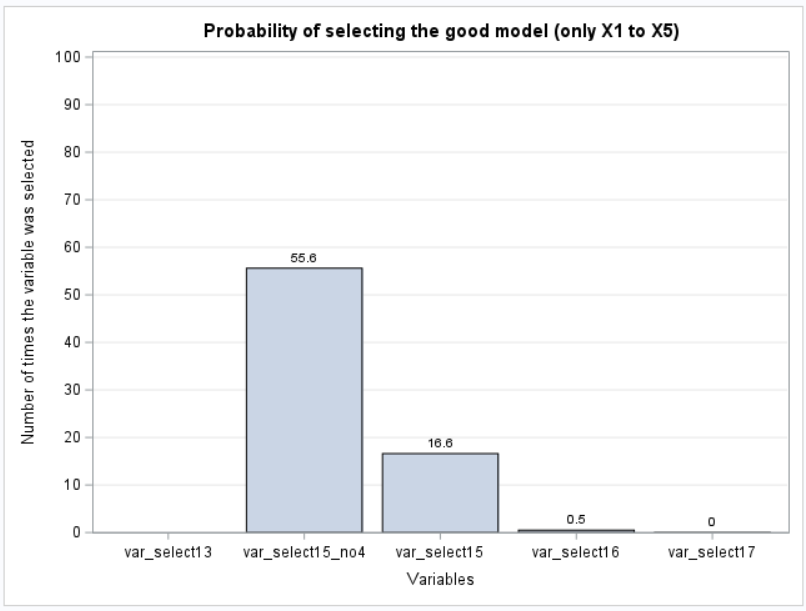 Probability of selecting the good model (only X1 to X5)
Number of times the variable was selected
100
90
80
70
60
50
40
30
20
10
0
55.6
16.6
0.5
0
var_select13
var_select15_no4
var_select15
var_select16
var_select17
Variables